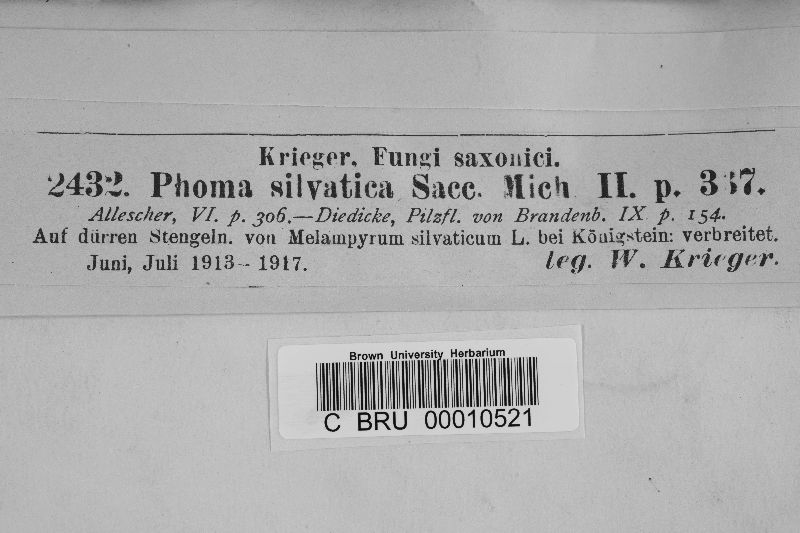 Krieger, Fungi saxonici.
2432. Phoma silvatica Sacc. Mich II. p. 337.
Allescher, VI. p. 306.—Diedicke, Pilzfl. von Brandenb. IX p. 154.
Auf dürren Stengeln. von Melampyrum silvaticum L. bei Königstein: verbreitet.
Juni, Juli 1913-- 1917. leg. W. Krieger.
Brown University Herbarium
C BRU 00010521